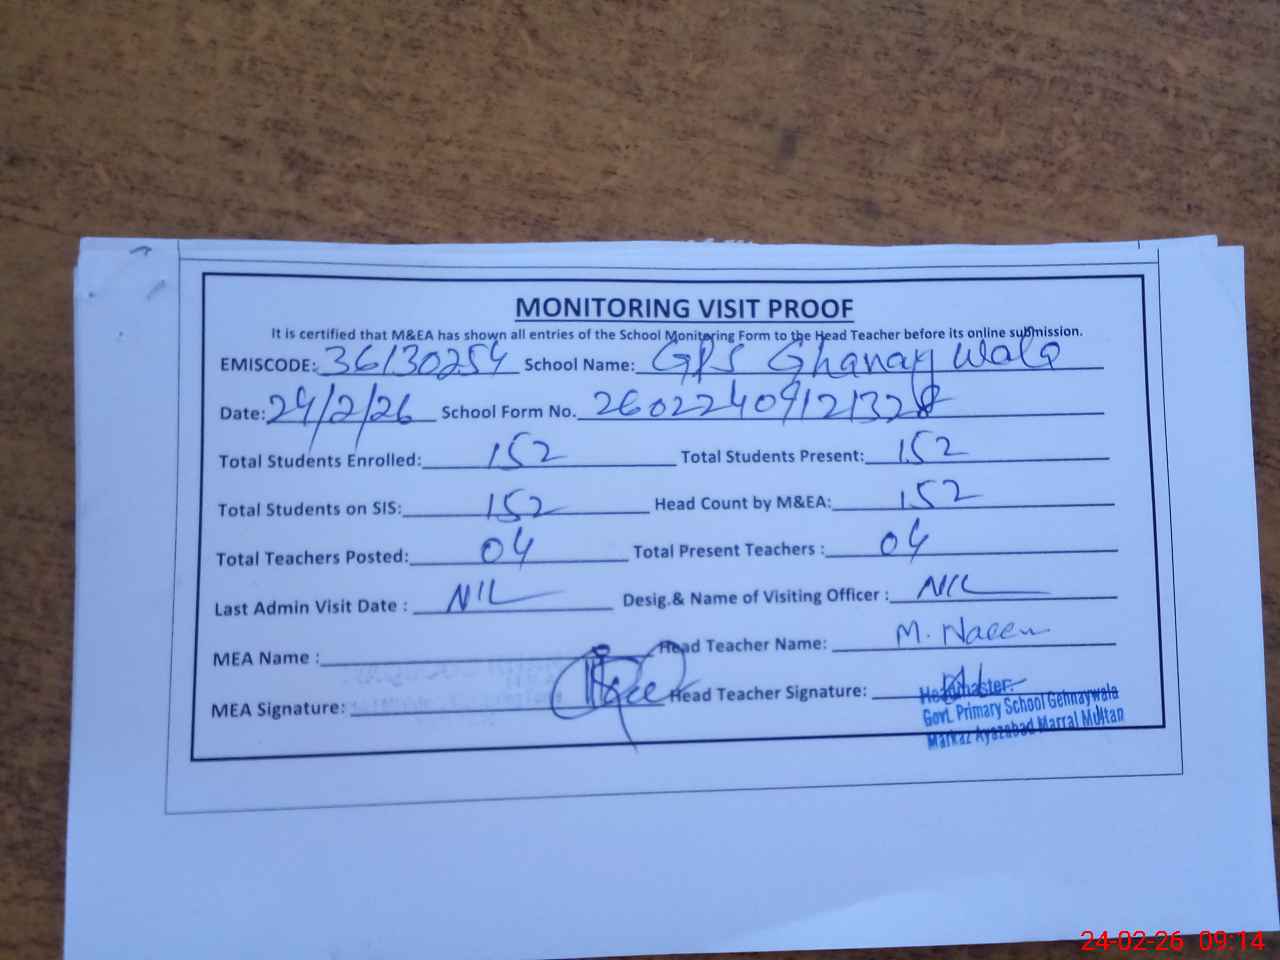 MONITORING VISIT PROOF
It is certified that M&EA has shown all entries of the School Monitoring Form to the Head Teacher before its online submission.
EMISCODE: 36130254 School Name: GPS Ghanay Wala
Date: 24/2/26 School Form No. 260224091213
Total Students Enrolled: 152 Total Students Present: 152
Total Students on SIS: 152 Head Count by M&EA: 152
Total Teachers Posted: 04 Total Present Teachers : 04
Last Admin Visit Date : NIL Desig.& Name of Visiting Officer : NIL
MEA Name : Head Teacher Name: M. Naeem
MEA Signature: Head Teacher Signature:
Headmaster
Govt. Primary School Gehnaywala
Markaz Ayazabad Marral Multan
24-02-26 09:14